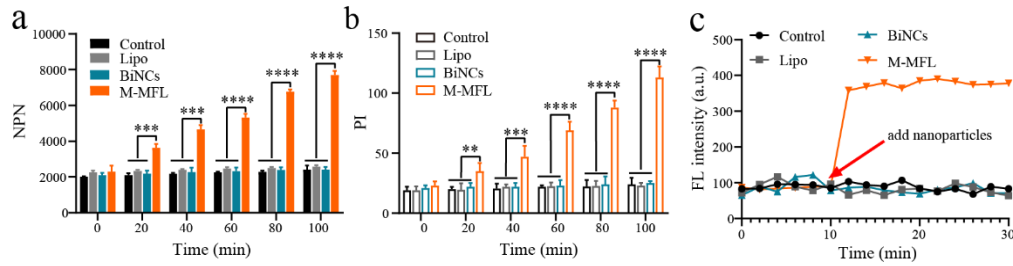 a
NPN
10000
8000
6000
4000
2000
0
Control
Lipo
BiNCs
M-MFL
***
***
****
****
****
0 20 40 60 80 100
Time (min)
b
PI
150
100
50
0
Control
Lipo
BiNCs
M-MFL
**
***
****
****
****
0 20 40 60 80 100
Time (min)
c
FL intensity (a.u.)
500
400
300
200
100
0
Control
Lipo
BiNCs
M-MFL
add nanoparticles
0 10 20 30
Time (min)